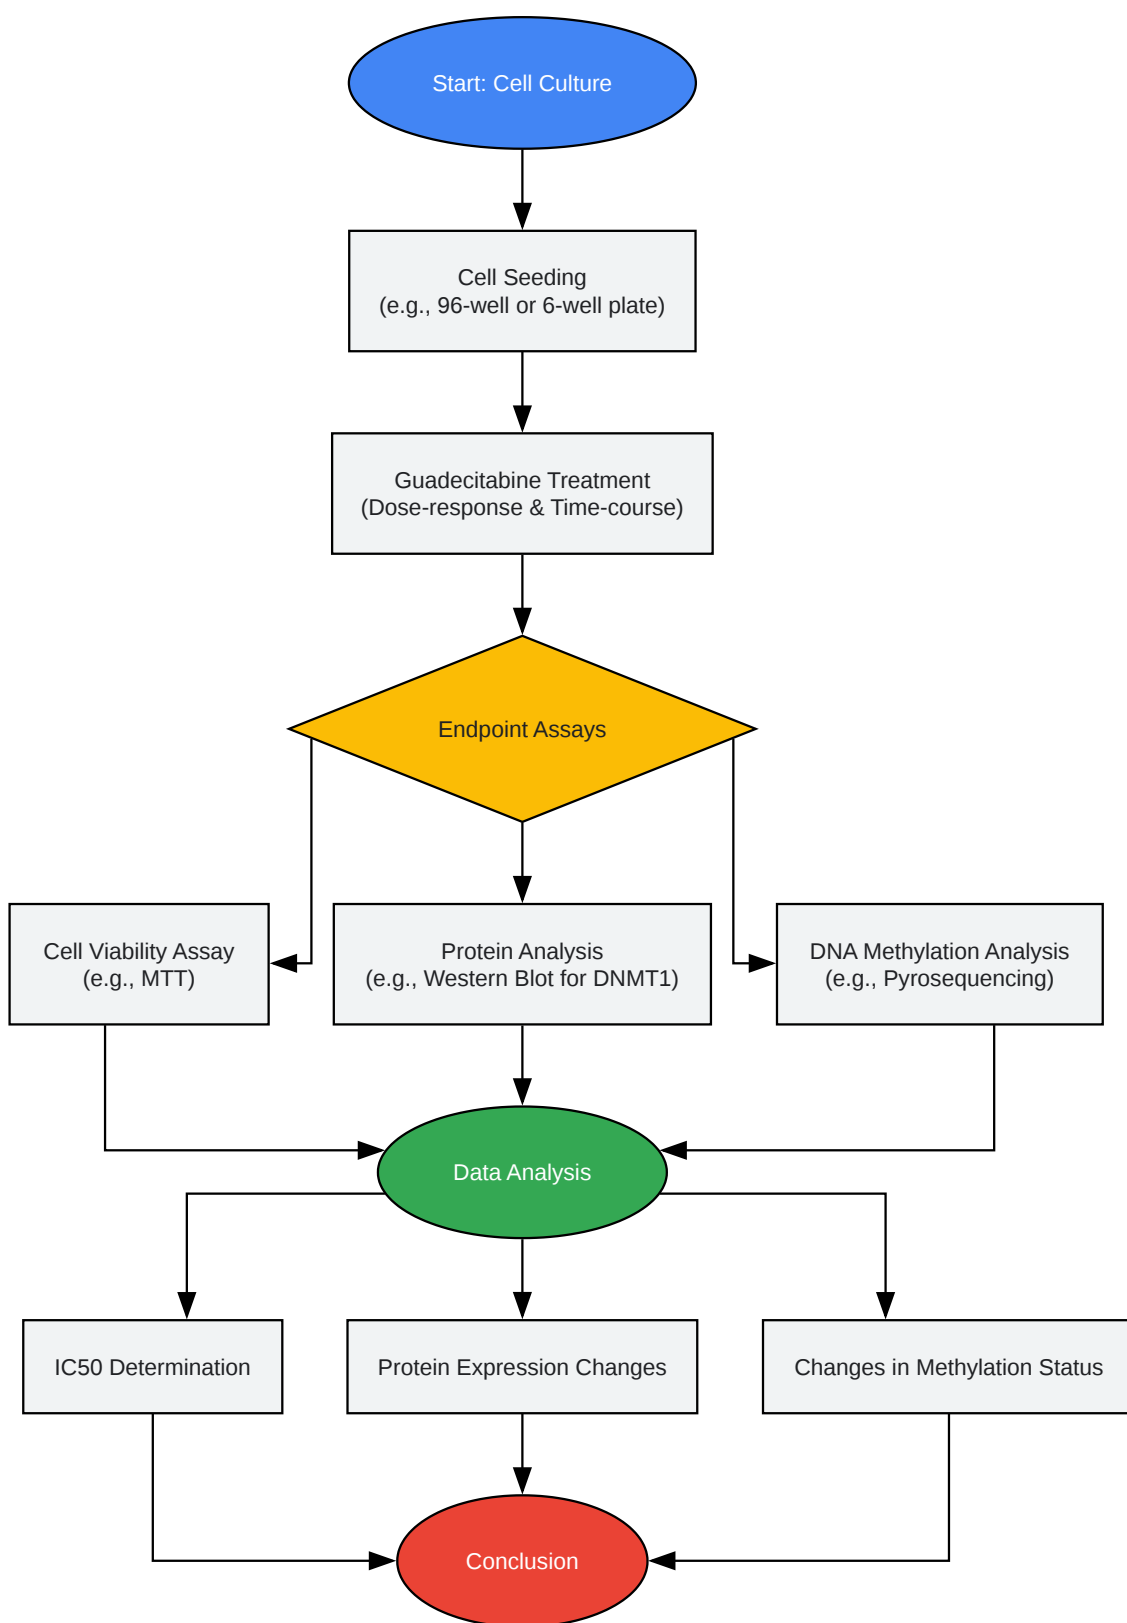 Start: Cell Culture
Cell Seeding
(e.g., 96-well or 6-well plate)
Guadecitabine Treatment
(Dose-response & Time-course)
Endpoint Assays
Cell Viability Assay
(e.g., MTT)
Protein Analysis
(e.g., Western Blot for DNMT1)
DNA Methylation Analysis
(e.g., Pyrosequencing)
Data Analysis
IC50 Determination
Protein Expression Changes
Changes in Methylation Status
Conclusion